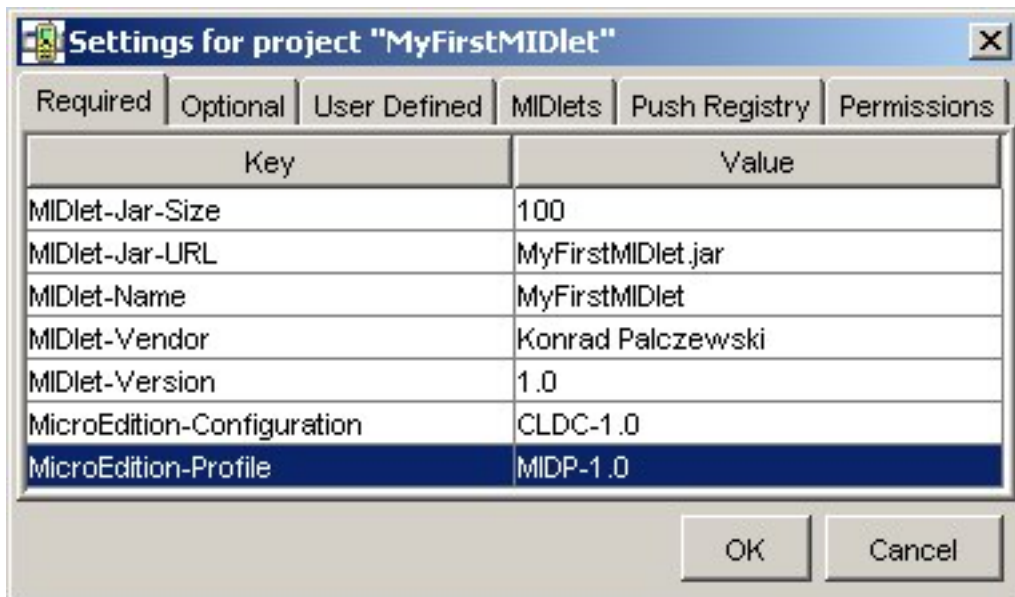 Settings for project "MyFirstMIDlet"
Required Optional User Defined MIDlets Push Registry Permissions
Key Value
MIDlet-Jar-Size 100
MIDlet-Jar-URL MyFirstMIDlet.jar
MIDlet-Name MyFirstMIDlet
MIDlet-Vendor Konrad Palczewski
MIDlet-Version 1.0
MicroEdition-Configuration CLDC-1.0
MicroEdition-Profile MIDP-1.0
OK Cancel